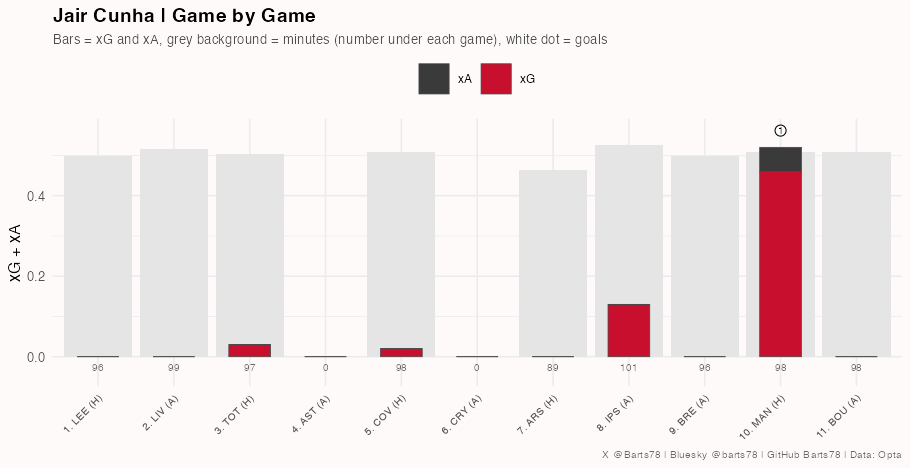 Jair Cunha | Game by Game
Bars = xG and xA, grey background = minutes (number under each game), white dot = goals
xA xG
1
xG + xA
0.4
0.2
0.0
96 99 97 0 98 0 89 101 96 98 98
1. LEE (H) 2. LIV (A) 3. TOT (H) 4. AST (A) 5. COV (H) 6. CRY (A) 7. ARS (H) 8. IPS (A) 9. BRE (A) 10. MAN (H) 11. BOU (A)
X @Barts78 | Bluesky @barts78 | GitHub Barts78 | Data: Opta